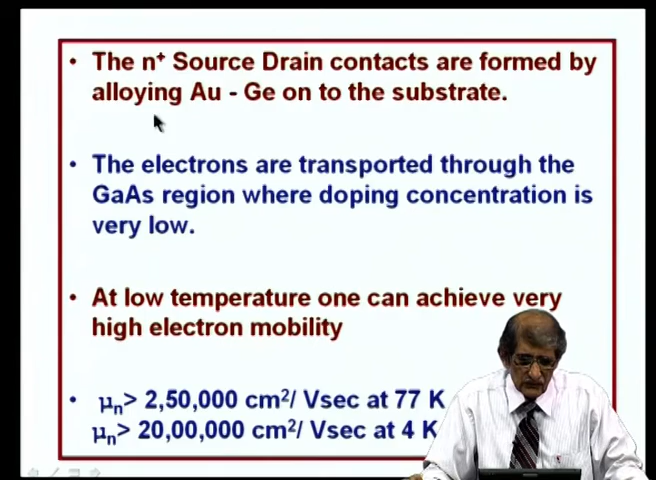 • The n⁺ Source Drain contacts are formed by
alloying Au - Ge on to the substrate.
• The electrons are transported through the
GaAs region where doping concentration is
very low.
• At low temperature one can achieve very
high electron mobility
• μₙ> 2,50,000 cm²/ Vsec at 77 K
μₙ> 20,00,000 cm²/ Vsec at 4 K